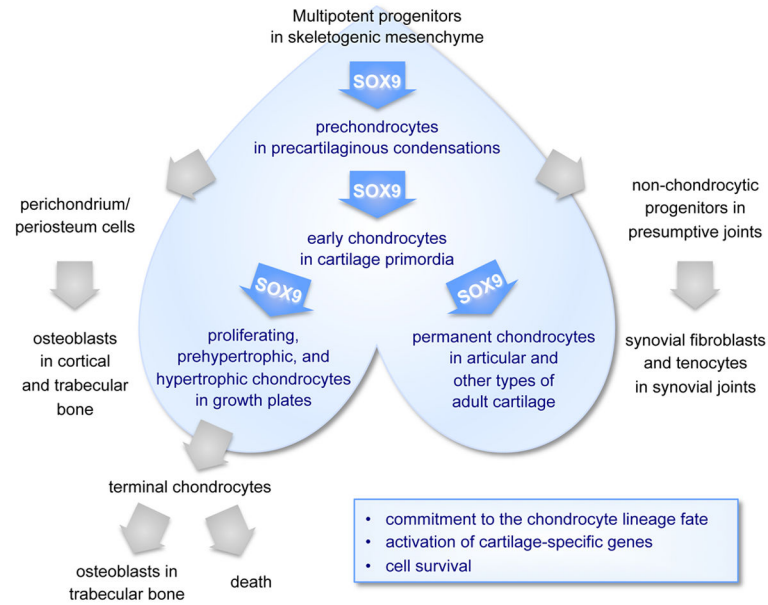 Multipotent progenitors
in skeletogenic mesenchyme
SOX9
prechondrocytes
in precartilaginous condensations
SOX9
early chondrocytes
in cartilage primordia
perichondrium/
periosteum cells
non-chondrocytic
progenitors in
presumptive joints
SOX9
SOX9
osteoblasts
in cortical
and trabecular
bone
proliferating,
prehypertrophic, and
hypertrophic chondrocytes
in growth plates
permanent chondrocytes
in articular and
other types of
adult cartilage
synovial fibroblasts
and tenocytes
in synovial joints
terminal chondrocytes
osteoblasts in
trabecular bone
death
• commitment to the chondrocyte lineage fate
• activation of cartilage-specific genes
• cell survival